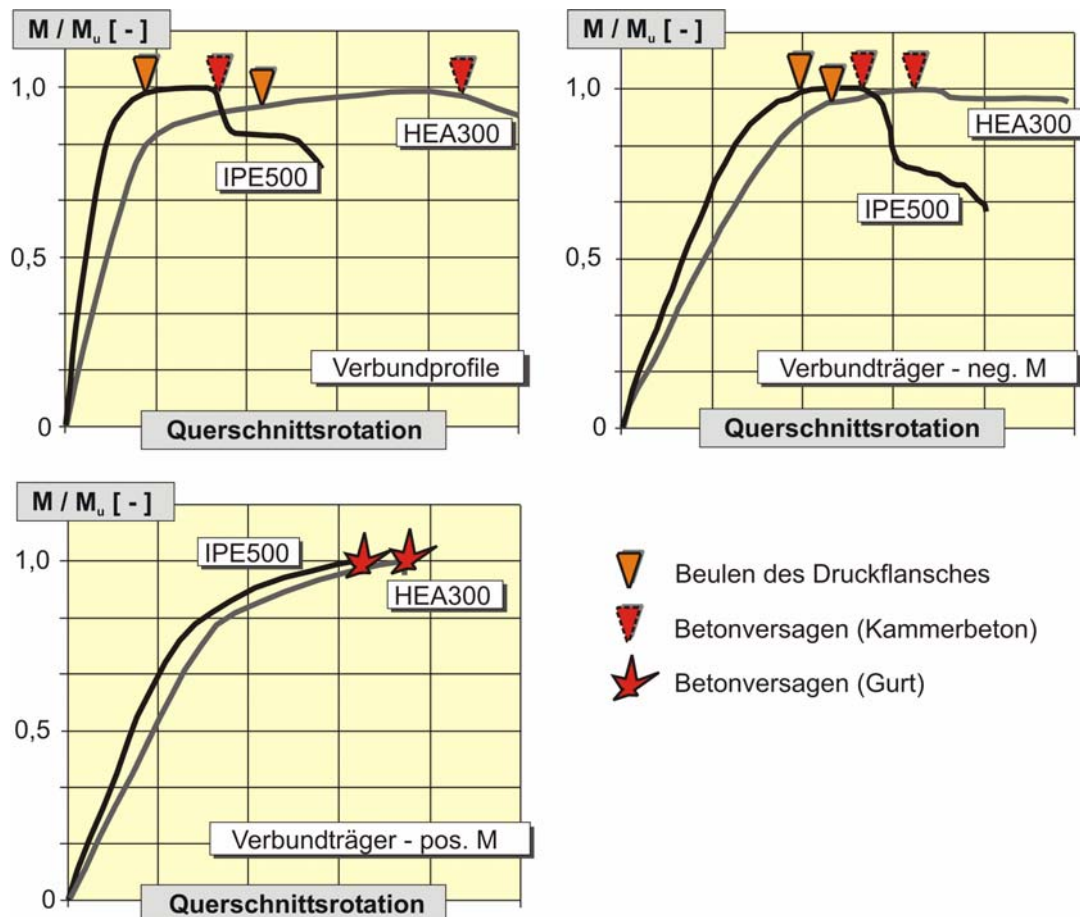 M / Mu [ - ]
1,0
0,5
0
HEA300
IPE500
Verbundprofile
Querschnittsrotation
M / Mu [ - ]
1,0
0,5
0
HEA300
IPE500
Verbundträger - neg. M
Querschnittsrotation
M / Mu [ - ]
1,0
0,5
0
IPE500
HEA300
Verbundträger - pos. M
Querschnittsrotation
Beulen des Druckflansches
Betonversagen (Kammerbeton)
Betonversagen (Gurt)